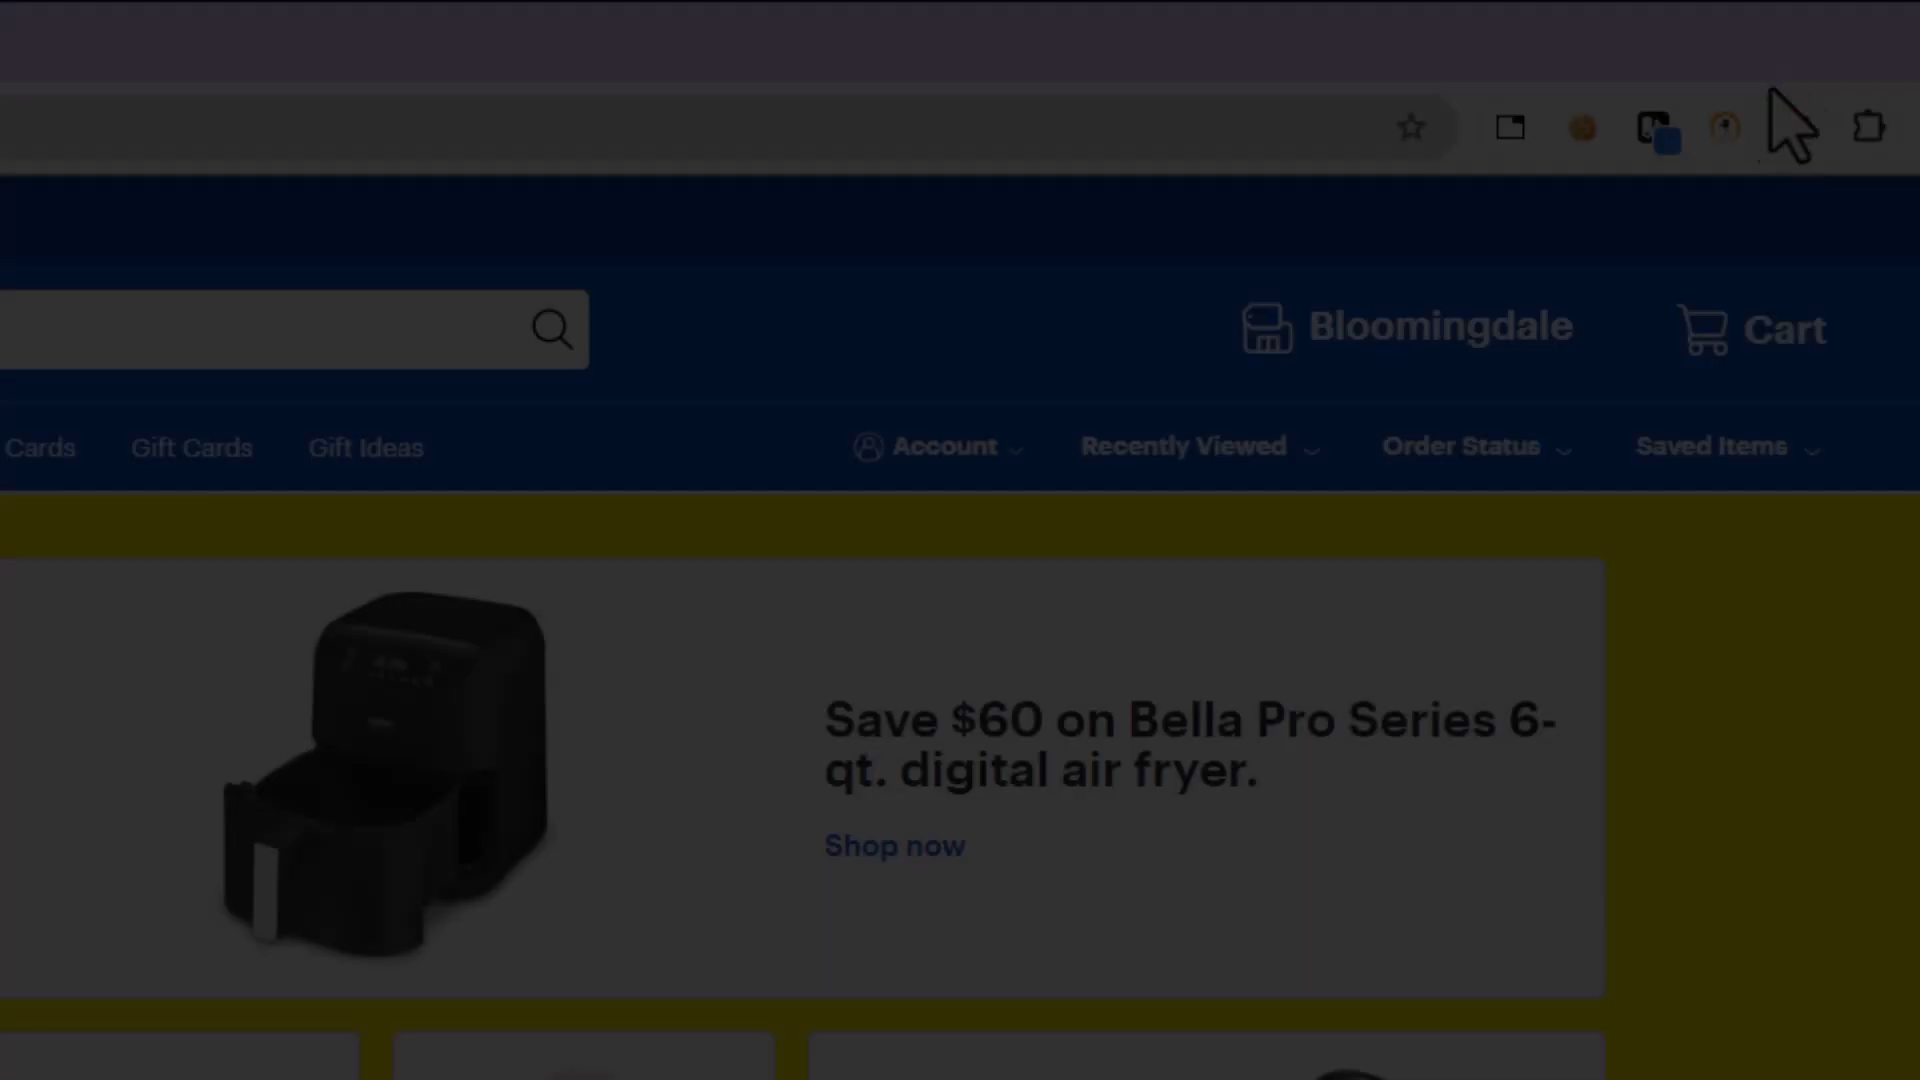 Bloomingdale
Cart
Cards
Gift Cards
Gift Ideas
Account
Recently Viewed
Order Status
Saved Items
Save $60 on Bella Pro Series 6-
qt. digital air fryer.
Shop now